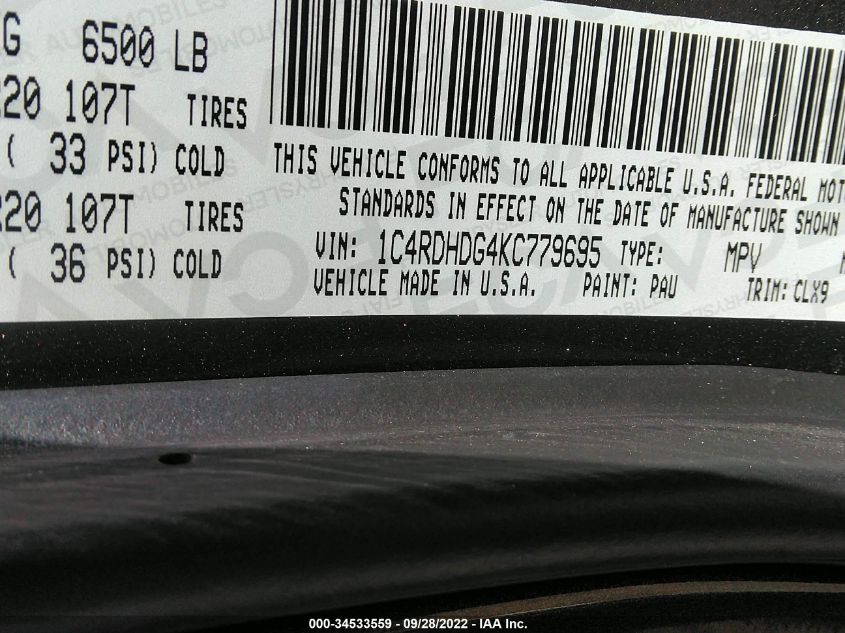 G 6500 LB
20 107T TIRES
( 33 PSI) COLD
20 107T TIRES
( 36 PSI) COLD
THIS VEHICLE CONFORMS TO ALL APPLICABLE U.S.A. FEDERAL MOT
STANDARDS IN EFFECT ON THE DATE OF MANUFACTURE SHOWN
VIN: 1C4RDHDG4KC779695 TYPE: MPV
VEHICLE MADE IN U.S.A. PAINT: PAU TRIM: CLX9
000-34533559 - 09/28/2022 - IAA Inc.